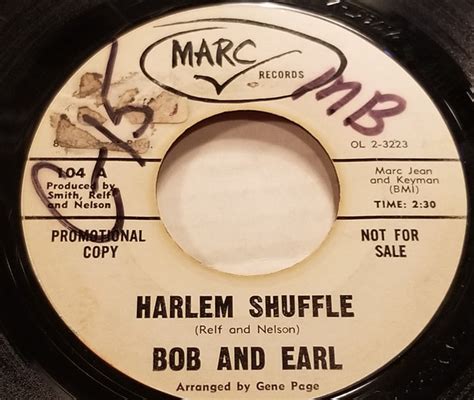 MARC
RECORDS
MB
OL 2-3223
Blvd.
104 A
Produced by
Smith, Relf
and Nelson
Marc Jean
and Keyman
(BMI)
TIME: 2:30
PROMOTIONAL
COPY
NOT FOR
SALE
HARLEM SHUFFLE
(Relf and Nelson)
BOB AND EARL
Arranged by Gene Page